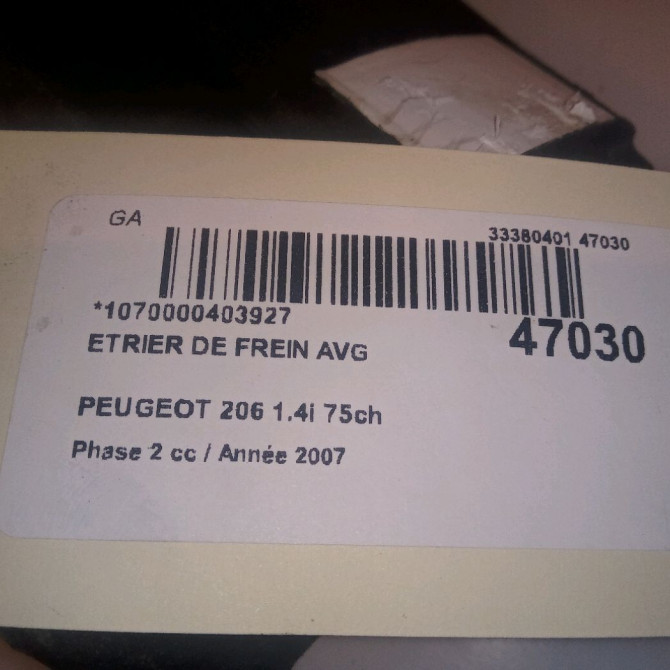 GA
33380401 47030
*1070000403927
47030
ETRIER DE FREIN AVG
PEUGEOT 206 1.4i 75ch
Phase 2 cc / Année 2007